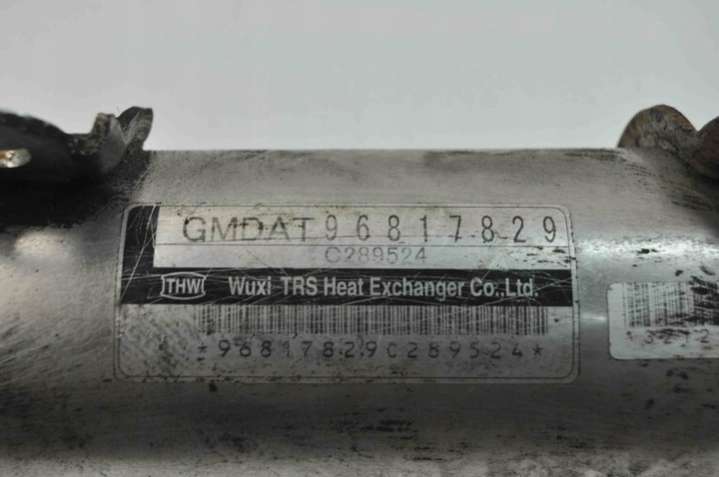 GMDAT 96817829
C289524
THW Wuxi TRS Heat Exchanger Co.,Ltd.
*96817829C289524*